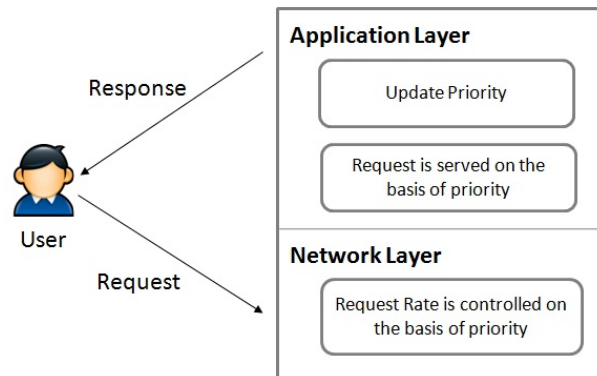 Response
User
Request
Application Layer
Update Priority
Request is served on the
basis of priority
Network Layer
Request Rate is controlled on
the basis of priority